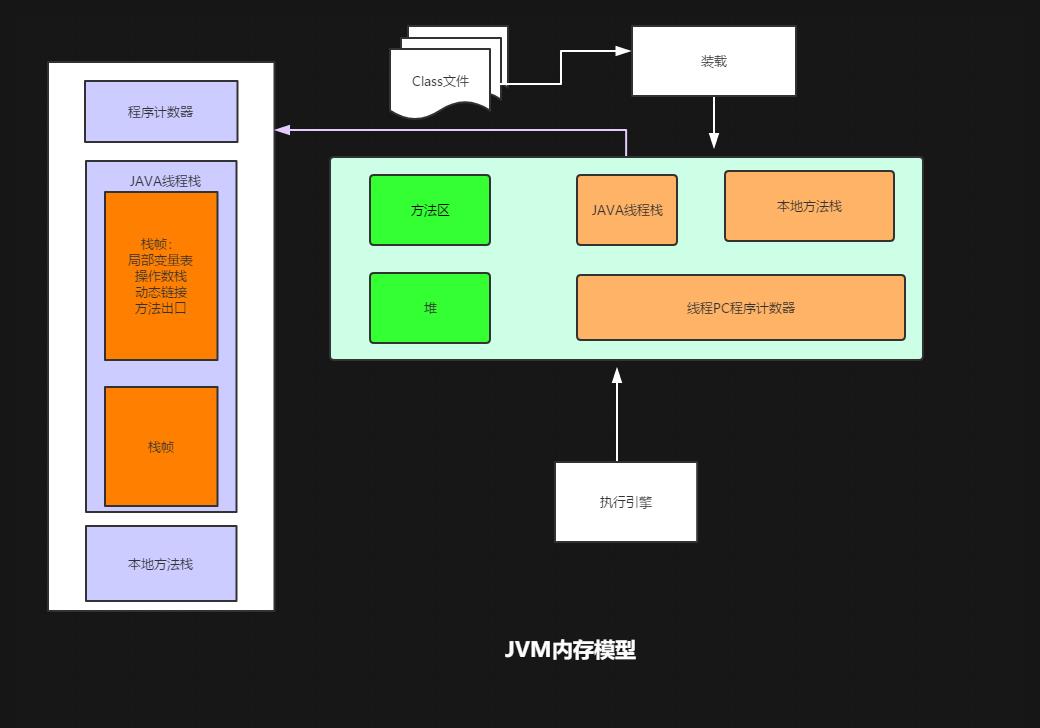 Class文件
装载
程序计数器
JAVA线程栈
栈帧：
局部变量表
操作数栈
动态链接
方法出口
栈帧
本地方法栈
方法区
JAVA线程栈
本地方法栈
堆
线程PC程序计数器
执行引擎
JVM内存模型